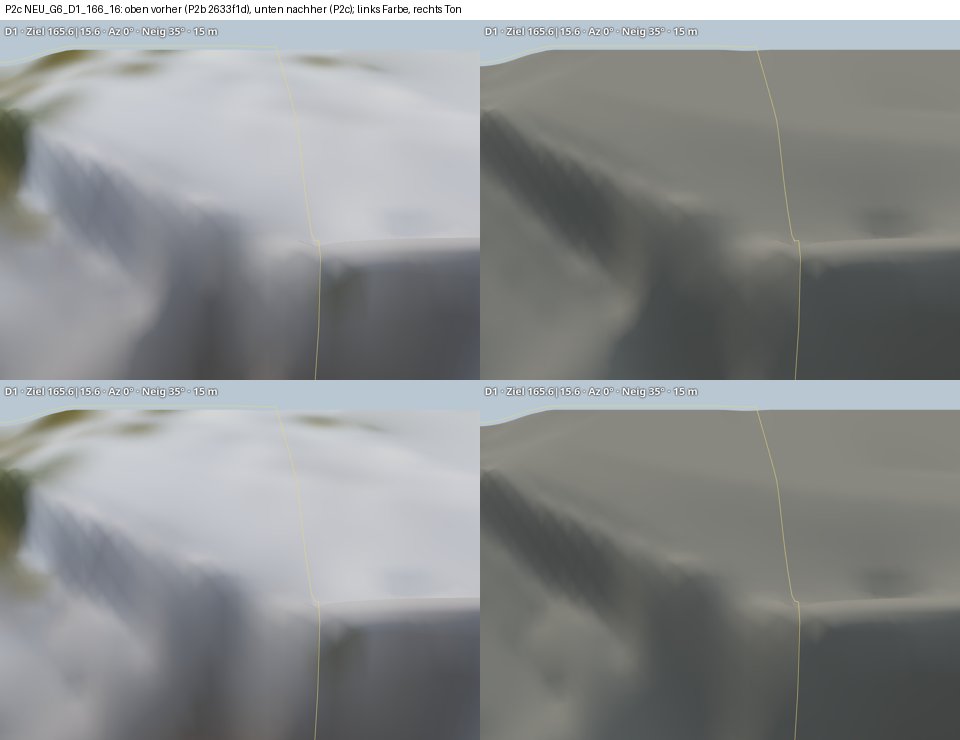 P2c NEU_G6_D1_166_16: oben vorher (P2b 2633f1d), unten nachher (P2c); links Farbe, rechts Ton
D1 · Ziel 165.6|15.6 · Az 0° · Neig 35° · 15 m
D1 · Ziel 165.6|15.6 · Az 0° · Neig 35° · 15 m
D1 · Ziel 165.6|15.6 · Az 0° · Neig 35° · 15 m
D1 · Ziel 165.6|15.6 · Az 0° · Neig 35° · 15 m